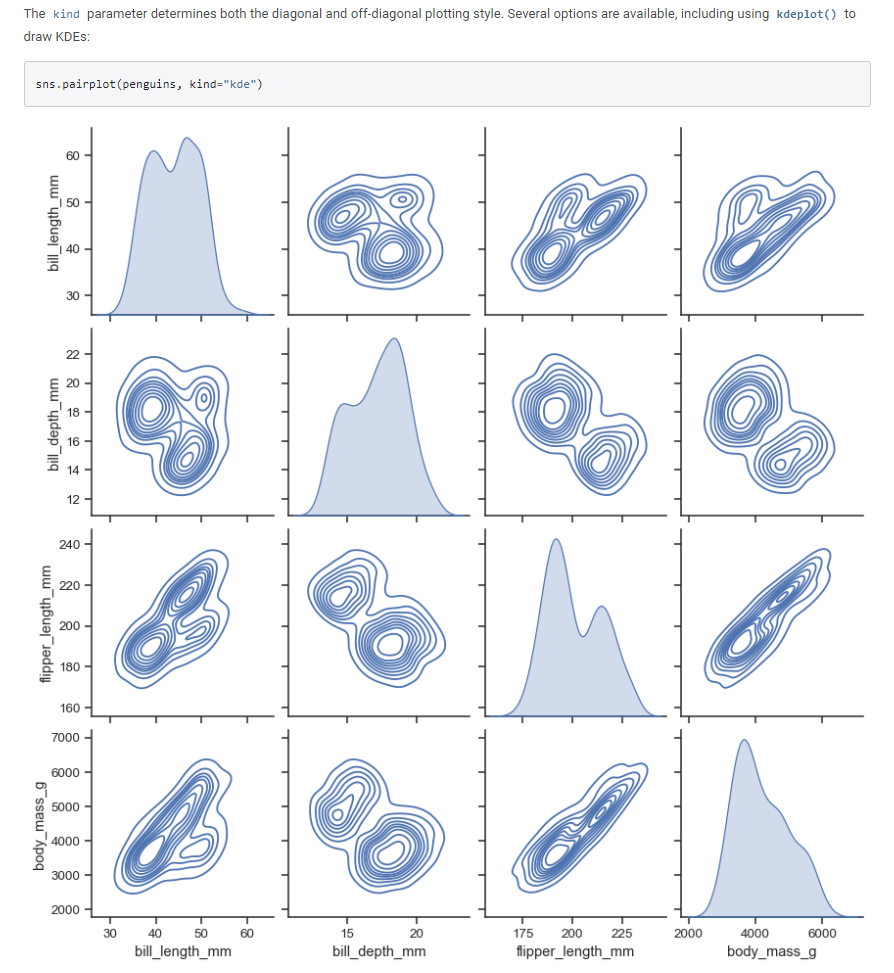 The kind parameter determines both the diagonal and off-diagonal plotting style. Several options are available, including using kdeplot() to
draw KDEs:
sns.pairplot(penguins, kind="kde")
60
50
40
30
bill_length_mm
22
20
18
16
14
12
bill_depth_mm
240
220
200
180
160
flipper_length_mm
7000
6000
5000
4000
3000
2000
body_mass_g
30 40 50 60
15 20
175 200 225
2000 4000 6000
bill_length_mm bill_depth_mm flipper_length_mm body_mass_g